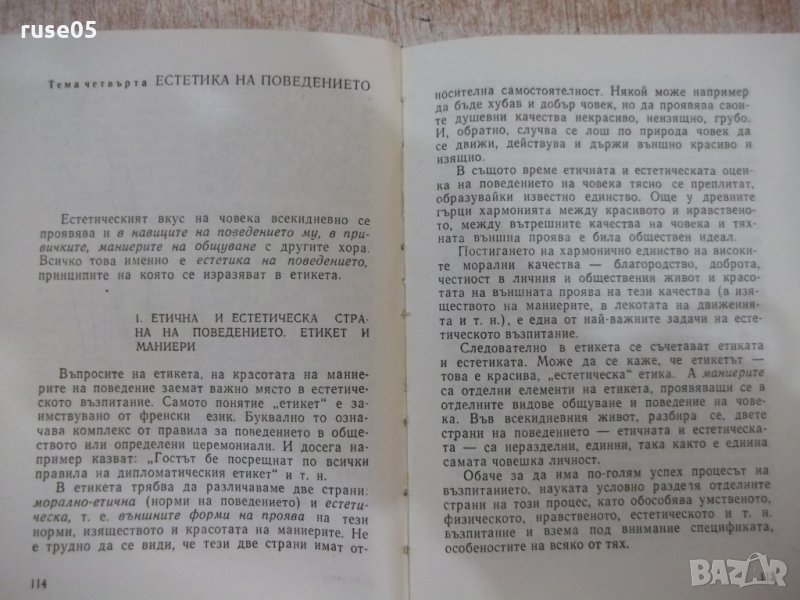 ruse05
Тема четвърта ЕСТЕТИКА НА ПОВЕДЕНИЕТО
Естетическият вкус на човека всекидневно се
проявява и в навиците на поведението му, в при-
вичките, маниерите на общуване с другите хора.
Всичко това именно е естетика на поведението,
принципите на която се изразяват в етикета.
1. ЕТИЧНА И ЕСТЕТИЧЕСКА СТРА-
НА НА ПОВЕДЕНИЕТО. ЕТИКЕТ И
МАНИЕРИ
Въпросите на етикета, на красотата на мание-
рите на поведение заемат важно място в естетиче-
ското възпитание. Самото понятие „етикет“ е за-
имствувано от френски език. Буквално то озна-
чава комплекс от правила за поведението в об-
ществото или определени церемониали. И досега на-
пример казват: „Гостът бе посрещнат по всички
правила на дипломатическия етикет“ и т. н.
В етикета трябва да различаваме две страни:
морално-етична (норми на поведението) и естети-
ческа, т. е. външните форми на проява на тези
норми, изяществото и красотата на маниерите. Не
е трудно да се види, че тези две страни имат от-
114
носителна самостоятелност. Някой може например
да бъде хубав и добър човек, но да проявява свои-
те душевни качества некрасиво, неизящно, грубо.
И, обратно, случва се лош по природа човек да
се движи, действува и държи външно красиво и
изящно.
В същото време етичната и естетическата оцен-
ка на поведението на човека тясно се преплитат,
образувайки известно единство. Още у древните
гърци хармонията между красивото и нравствено-
то, между вътрешните качества на човека и тях-
ната външна проява е била обществен идеал.
Постигането на хармонично единство на високи-
те морални качества — благородство, доброта,
честност в личния и обществения живот и красо-
тата на външната проява на тези качества (в изя-
ществото на маниерите, в лекотата на движения-
та и т. н.), е една от най-важните задачи на есте-
тическото възпитание.
Следователно в етикета се съчетават етиката
и естетиката. Може да се каже, че етикетът —
това е красива, „естетическа“ етика. А маниерите
са отделни елементи на етикета, проявяващи се в
отделните видове общуване и поведение на чове-
ка. Във всекидневния живот, разбира се, двете
страни на поведението — етичната и естетическа-
та — са неразделни, единни, така както е единна
самата човешка личност.
Обаче за да има по-голям успех процесът на
възпитанието, науката условно разделя отделните
страни на този процес, като обособява умственото,
физическото, нравственото, естетическото и т. н.
възпитание и взема под внимание спецификата,
особеностите на всяко от тях.
BAZAR